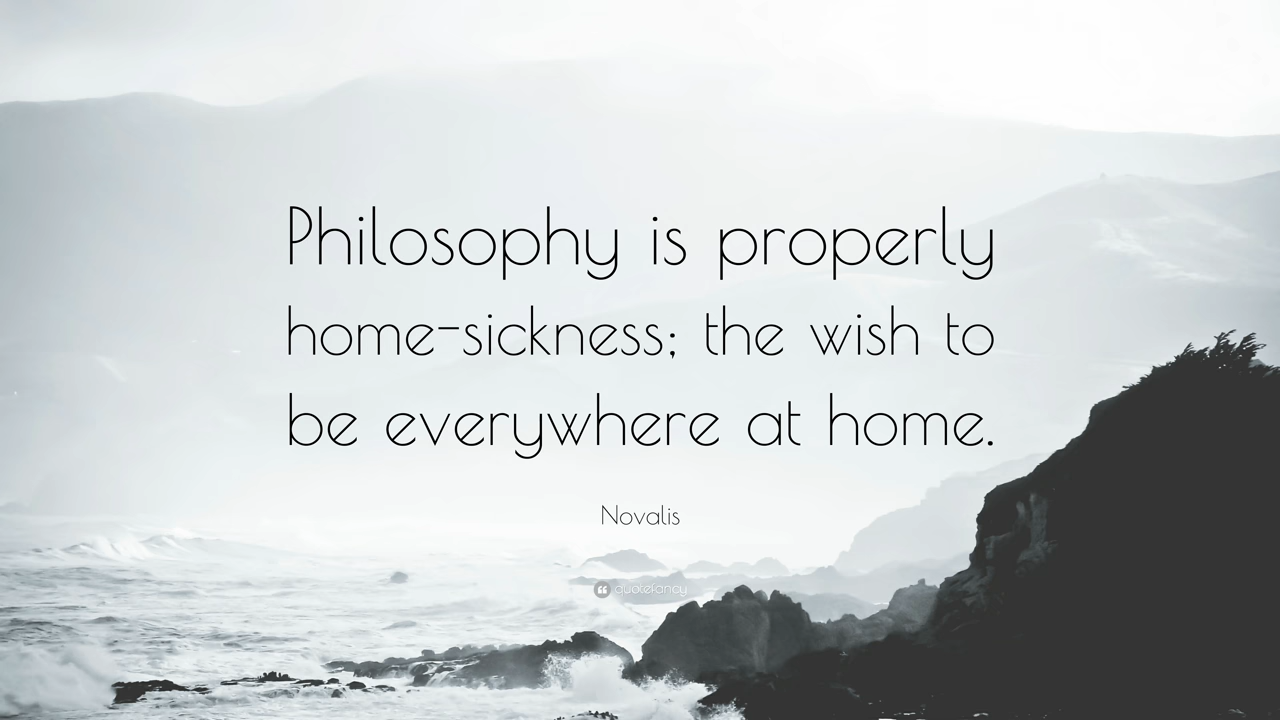 Philosophy is properly
home-sickness; the wish to
be everywhere at home.
Novalis
quotefancy